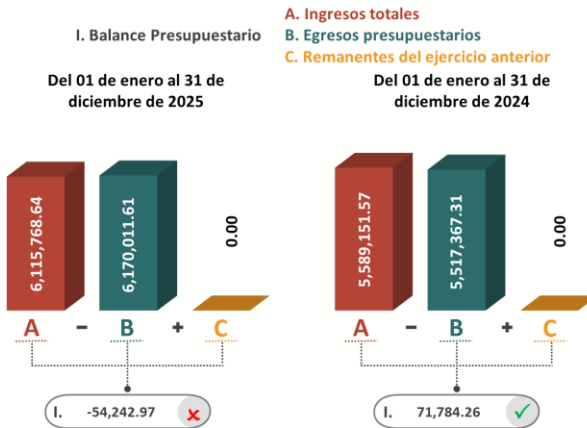 A. Ingresos totales
I. Balance Presupuestario
B. Egresos presupuestarios
C. Remanentes del ejercicio anterior
Del 01 de enero al 31 de
diciembre de 2025
6,115,768.64
6,170,011.61
0.00
A - B + C
I. -54,242.97 x
Del 01 de enero al 31 de
diciembre de 2024
5,589,151.57
5,517,367.31
0.00
A - B + C
I. 71,784.26 ✓